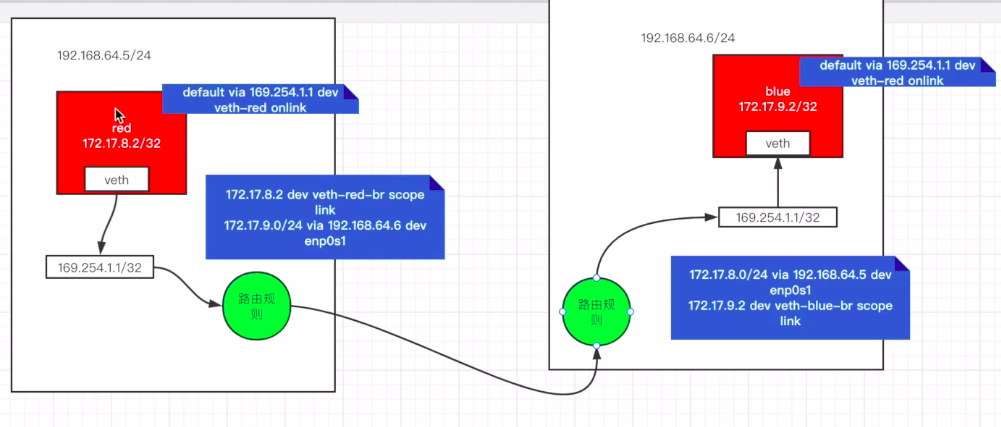 192.168.64.5/24
default via 169.254.1.1 dev
veth-red onlink
red
172.17.8.2/32
veth
172.17.8.2 dev veth-red-br scope
link
172.17.9.0/24 via 192.168.64.6 dev
enp0s1
169.254.1.1/32
路由规
则
192.168.64.6/24
default via 169.254.1.1 dev
veth-red onlink
blue
172.17.9.2/32
veth
169.254.1.1/32
172.17.8.0/24 via 192.168.64.5 dev
enp0s1
172.17.9.2 dev veth-blue-br scope
link
路由规
则